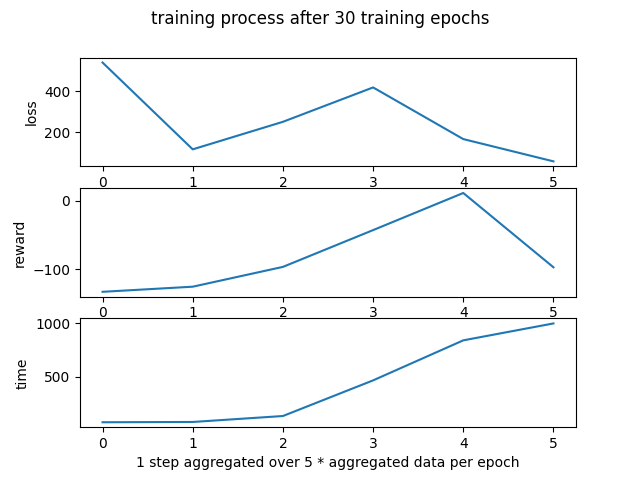 training process after 30 training epochs
400
200
loss
0 1 2 3 4 5
0
−100
reward
0 1 2 3 4 5
1000
500
time
0 1 2 3 4 5
1 step aggregated over 5 * aggregated data per epoch